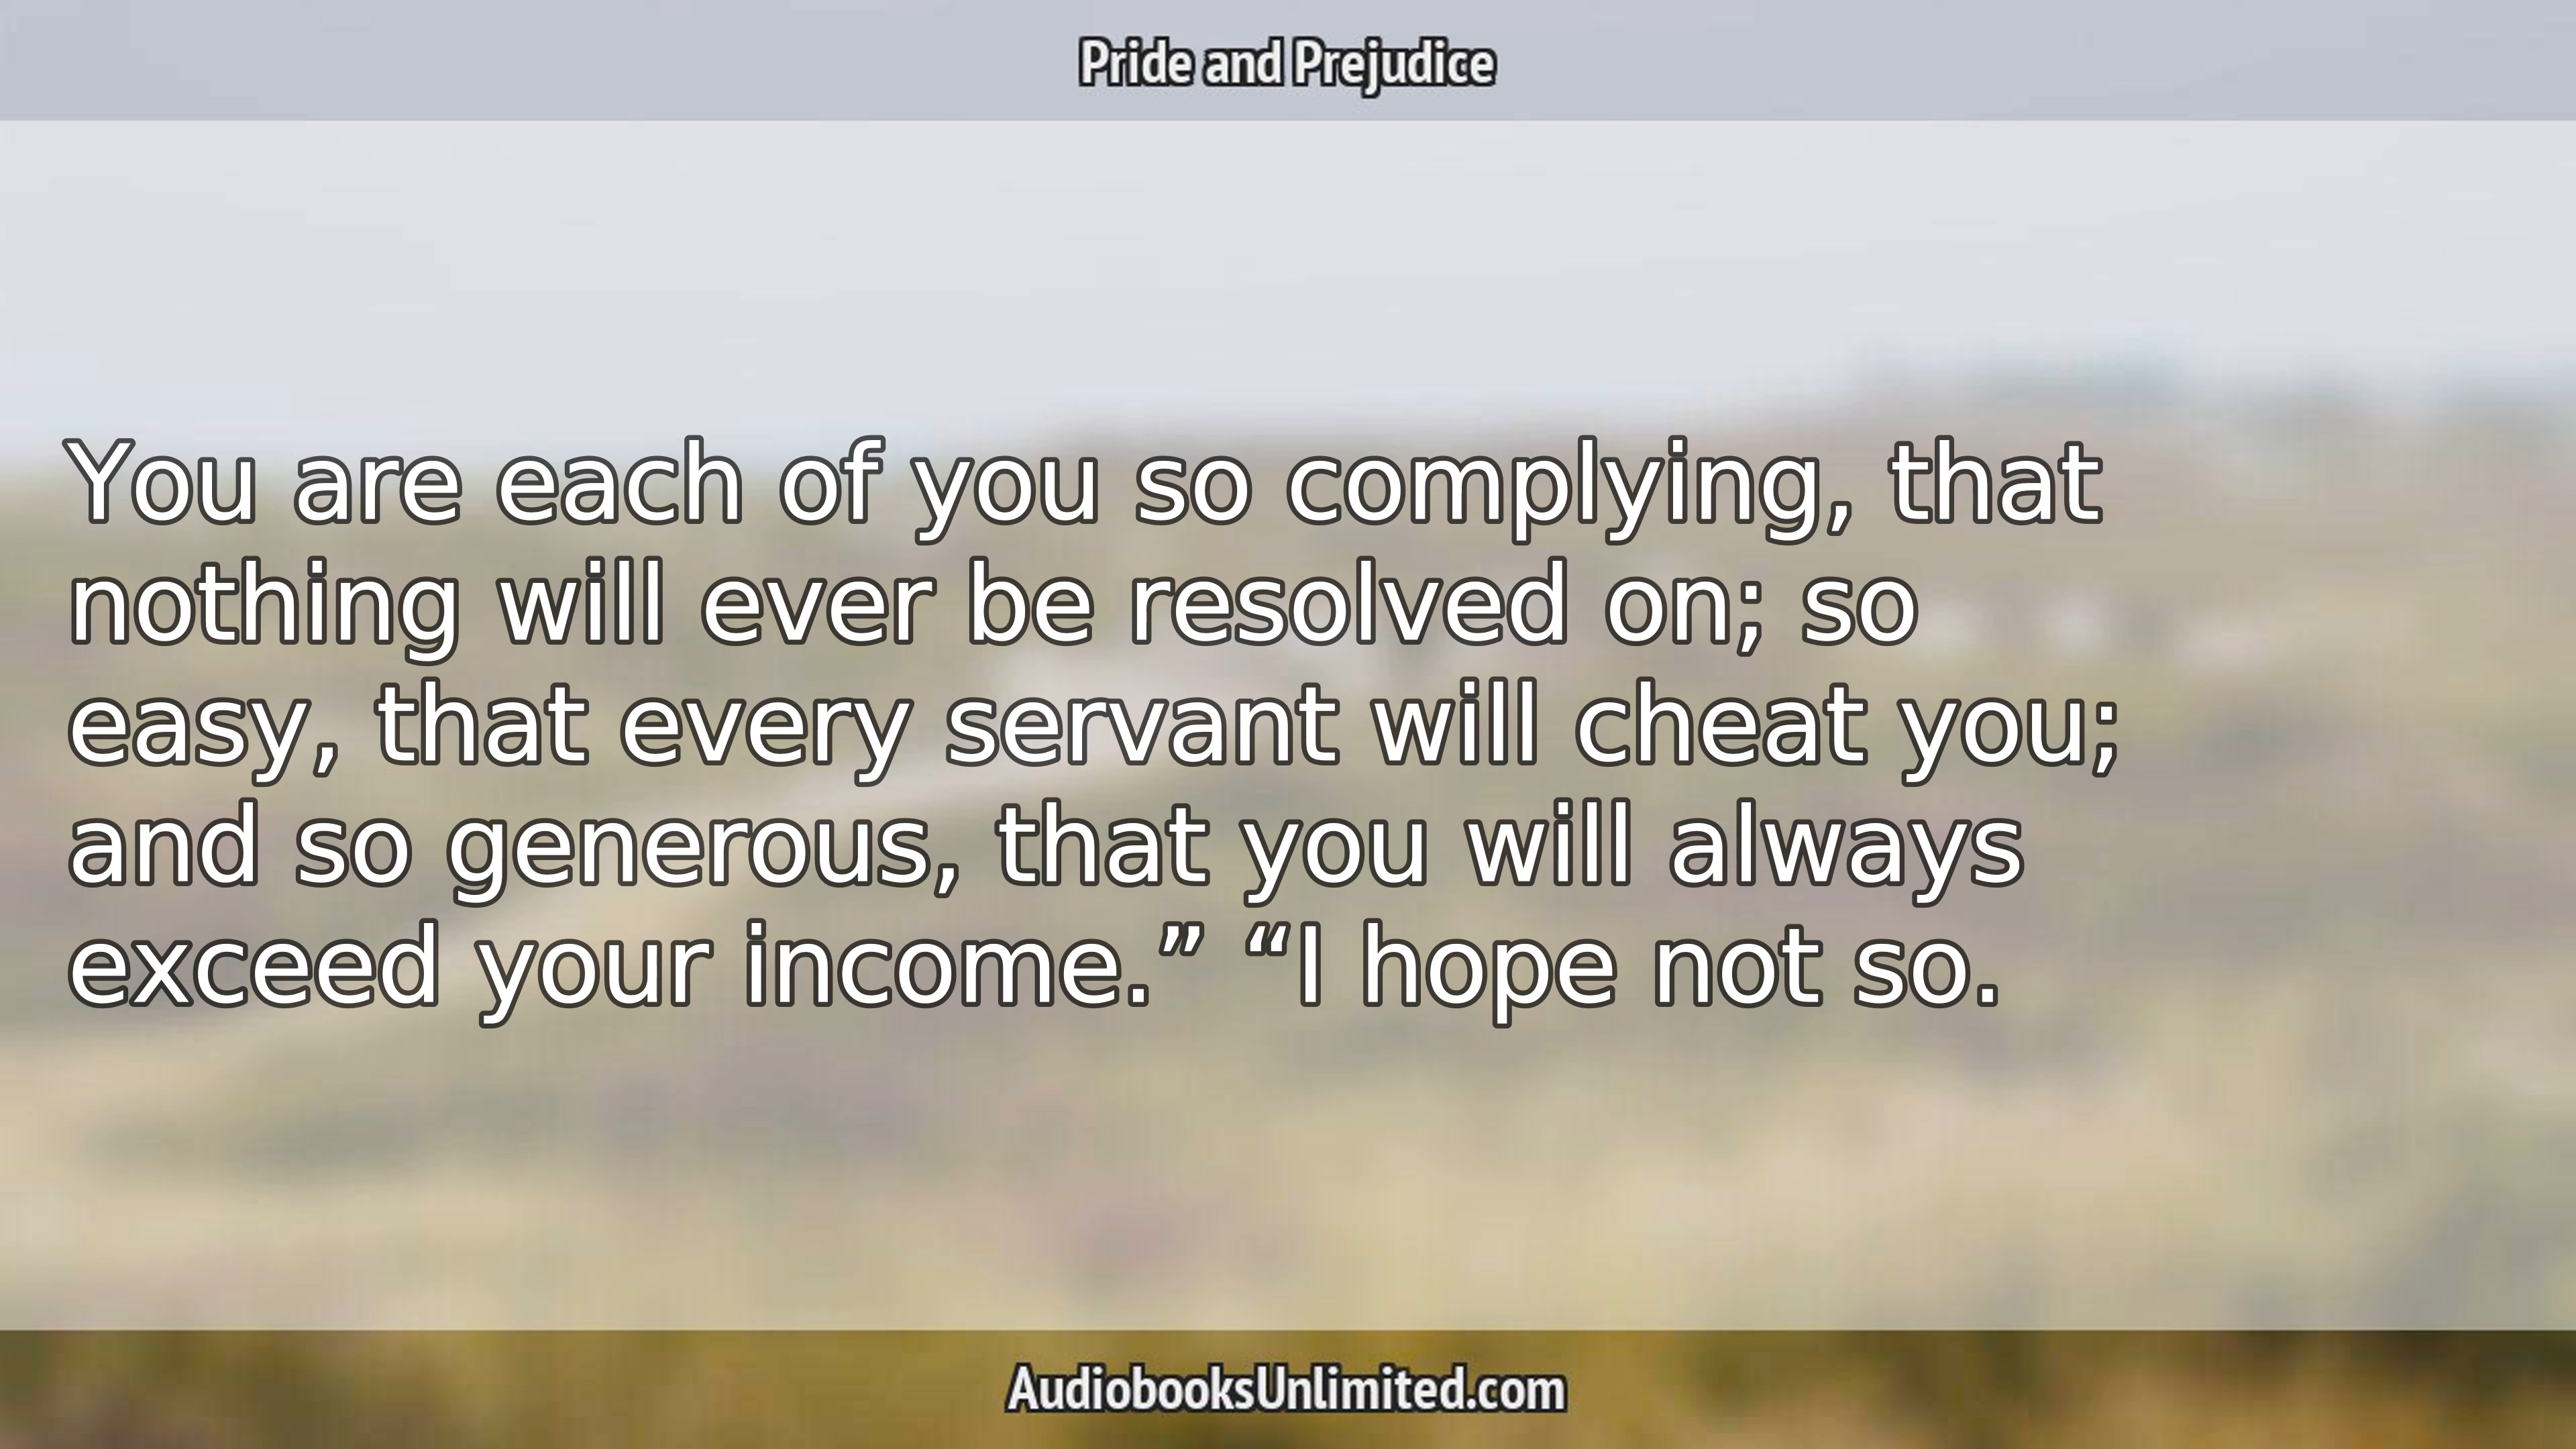 Pride and Prejudice
You are each of you so complying, that
nothing will ever be resolved on; so
easy, that every servant will cheat you;
and so generous, that you will always
exceed your income.” “I hope not so.
AudiobooksUnlimited.com